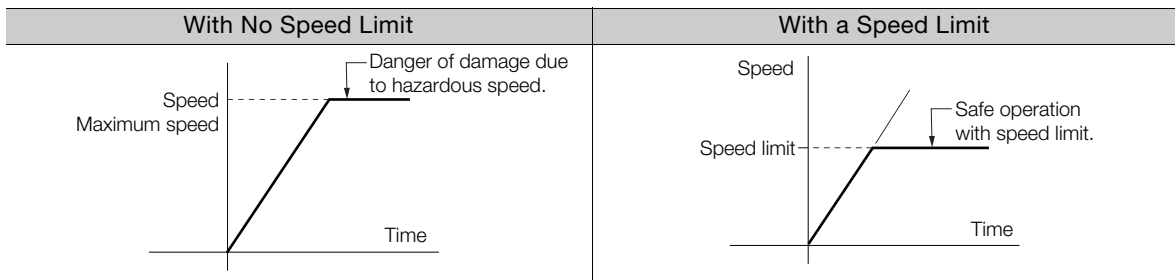 With No Speed Limit
With a Speed Limit
Danger of damage due
to hazardous speed.
Speed
Maximum speed
Time
Speed
Safe operation
with speed limit.
Speed limit
Time